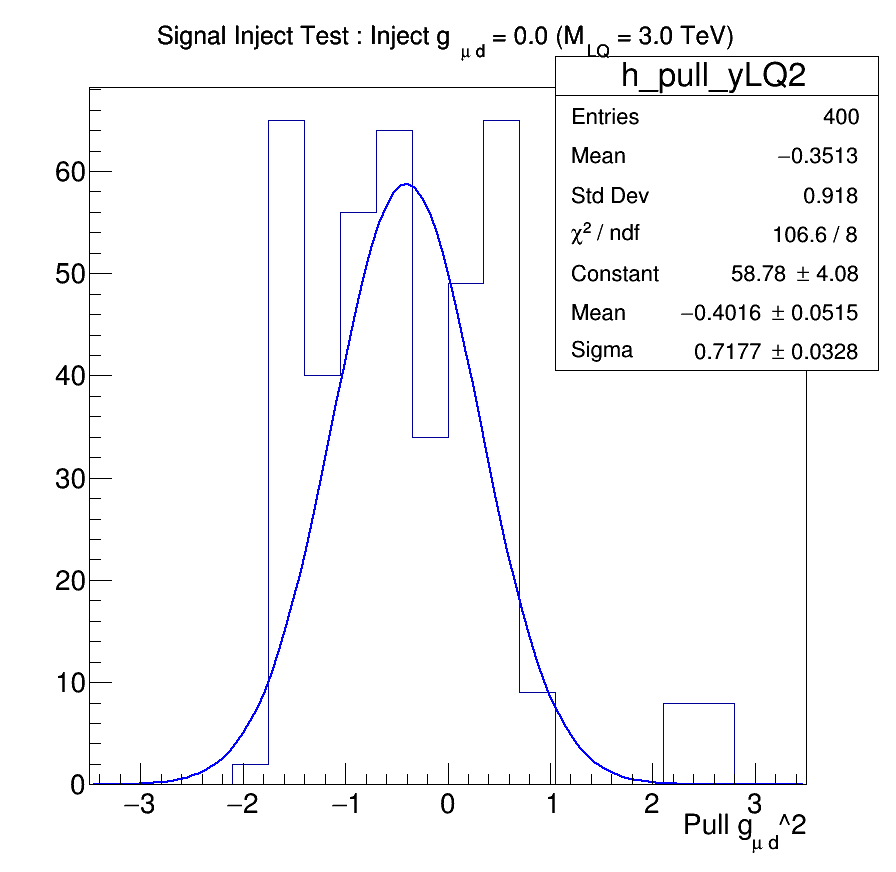 Signal Inject Test : Inject g μ d = 0.0 (M LQ = 3.0 TeV)
h_pull_yLQ2
Entries 400
Mean −0.3513
Std Dev 0.918
χ² / ndf 106.6 / 8
Constant 58.78 ± 4.08
Mean −0.4016 ± 0.0515
Sigma 0.7177 ± 0.0328
60
50
40
30
20
10
0
−3 −2 −1 0 1 2 3
Pull g μ d^2